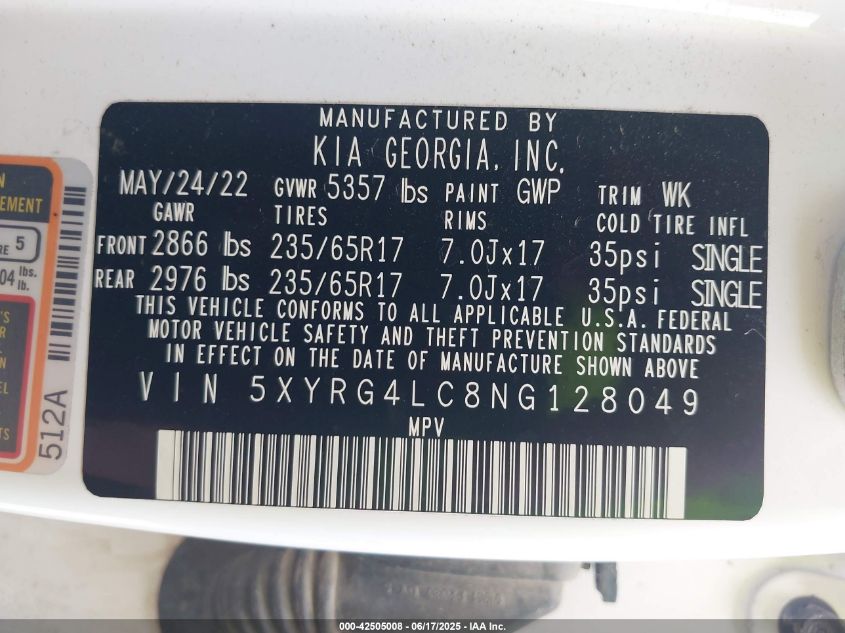 MANUFACTURED BY
KIA GEORGIA, INC.
MAY/24/22 GVWR 5357 lbs PAINT GWP TRIM WK
GAWR TIRES RIMS COLD TIRE INFL
FRONT 2866 lbs 235/65R17 7.0Jx17 35psi SINGLE
REAR 2976 lbs 235/65R17 7.0Jx17 35psi SINGLE
THIS VEHICLE CONFORMS TO ALL APPLICABLE U.S.A. FEDERAL
MOTOR VEHICLE SAFETY AND THEFT PREVENTION STANDARDS
IN EFFECT ON THE DATE OF MANUFACTURE SHOWN ABOVE
VIN 5XYRG4LC8NG128049
MPV
5
lbs.
lb.
512A
000-42505008 - 06/17/2025 - IAA Inc.